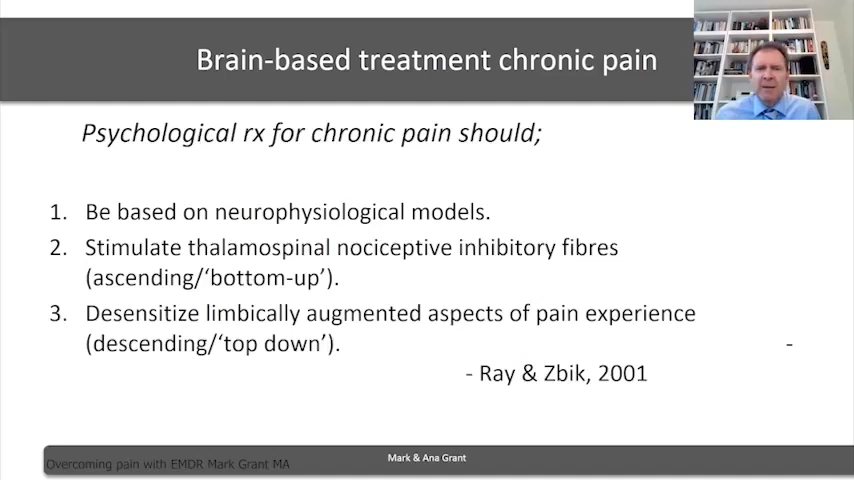 Brain-based treatment chronic pain
Psychological rx for chronic pain should;
1. Be based on neurophysiological models.
2. Stimulate thalamospinal nociceptive inhibitory fibres
(ascending/‘bottom-up’).
3. Desensitize limbically augmented aspects of pain experience
(descending/‘top down’).
-
- Ray & Zbik, 2001
Mark & Ana Grant
Overcoming pain with EMDR Mark Grant MA